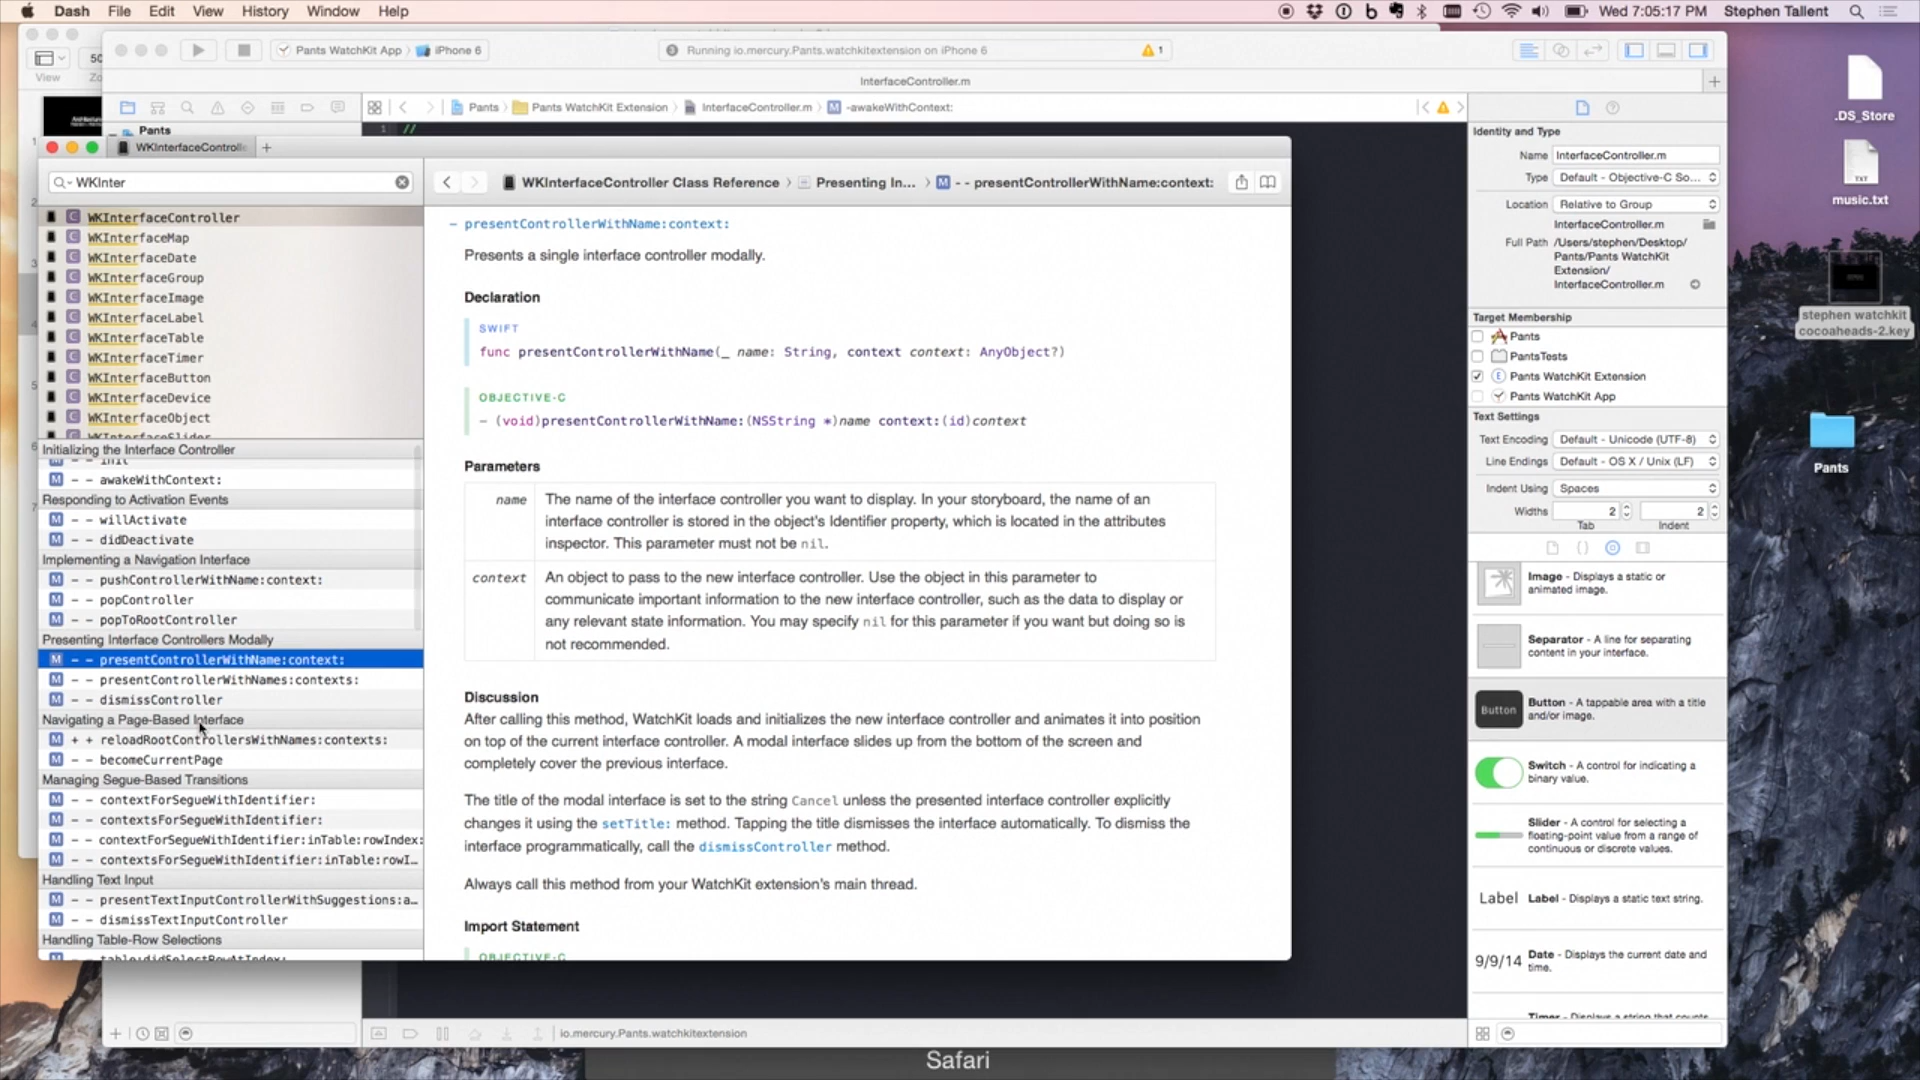 Dash File Edit View History Window Help
Wed 7:05:17 PM Stephen Tallent
Pants WatchKit App iPhone 6
Running io.mercury.Pants.watchkitextension on iPhone 6
1
View
InterfaceController.m
Pants Pants WatchKit Extension InterfaceController.m M -awakeWithContext:
Pants
1 //
WKInterfaceControlle
WKInter
WKInterfaceController Class Reference Presenting In... M - - presentControllerWithName:context:
C WKInterfaceController
C WKInterfaceMap
C WKInterfaceDate
C WKInterfaceGroup
C WKInterfaceImage
C WKInterfaceLabel
C WKInterfaceTable
C WKInterfaceTimer
C WKInterfaceButton
C WKInterfaceDevice
C WKInterfaceObject
WKInterfaceSlider
Initializing the Interface Controller
- - init
M - - awakeWithContext:
Responding to Activation Events
M - - willActivate
M - - didDeactivate
Implementing a Navigation Interface
M - - pushControllerWithName:context:
M - - popController
M - - popToRootController
Presenting Interface Controllers Modally
M - - presentControllerWithName:context:
M - - presentControllerWithNames:contexts:
M - - dismissController
Navigating a Page-Based Interface
M + + reloadRootControllersWithNames:contexts:
M - - becomeCurrentPage
Managing Segue-Based Transitions
M - - contextForSegueWithIdentifier:
M - - contextsForSegueWithIdentifier:
M - - contextForSegueWithIdentifier:inTable:rowIndex:
M - - contextsForSegueWithIdentifier:inTable:rowI...
Handling Text Input
M - - presentTextInputControllerWithSuggestions:a...
M - - dismissTextInputController
Handling Table-Row Selections
- - table:didSelectRowAtIndex:
– presentControllerWithName:context:
Presents a single interface controller modally.
Declaration
SWIFT
func presentControllerWithName(_ name: String, context context: AnyObject?)
OBJECTIVE-C
- (void)presentControllerWithName:(NSString *)name context:(id)context
Parameters
name The name of the interface controller you want to display. In your storyboard, the name of an
interface controller is stored in the object's Identifier property, which is located in the attributes
inspector. This parameter must not be nil.
context An object to pass to the new interface controller. Use the object in this parameter to
communicate important information to the new interface controller, such as the data to display or
any relevant state information. You may specify nil for this parameter if you want but doing so is
not recommended.
Discussion
After calling this method, WatchKit loads and initializes the new interface controller and animates it into position
on top of the current interface controller. A modal interface slides up from the bottom of the screen and
completely cover the previous interface.
The title of the modal interface is set to the string Cancel unless the presented interface controller explicitly
changes it using the setTitle: method. Tapping the title dismisses the interface automatically. To dismiss the
interface programmatically, call the dismissController method.
Always call this method from your WatchKit extension's main thread.
Import Statement
OBJECTIVE-C
io.mercury.Pants.watchkitextension
Identity and Type
Name InterfaceController.m
Type Default - Objective-C So...
Location Relative to Group
InterfaceController.m
Full Path /Users/stephen/Desktop/
Pants/Pants WatchKit
Extension/
InterfaceController.m
Target Membership
Pants
PantsTests
E Pants WatchKit Extension
Pants WatchKit App
Text Settings
Text Encoding Default - Unicode (UTF-8)
Line Endings Default - OS X / Unix (LF)
Indent Using Spaces
Widths 2 2
Tab Indent
Image - Displays a static or
animated image.
Separator - A line for separating
content in your interface.
Button Button - A tappable area with a title
and/or image.
Switch - A control for indicating a
binary value.
Slider - A control for selecting a
floating-point value from a range of
continuous or discrete values.
Label Label - Displays a static text string.
9/9/14 Date - Displays the current date and
time.
Timer - Displays a string that counts
.DS_Store
TXT
music.txt
stephen watchkit
cocoaheads-2.key
Pants
Safari